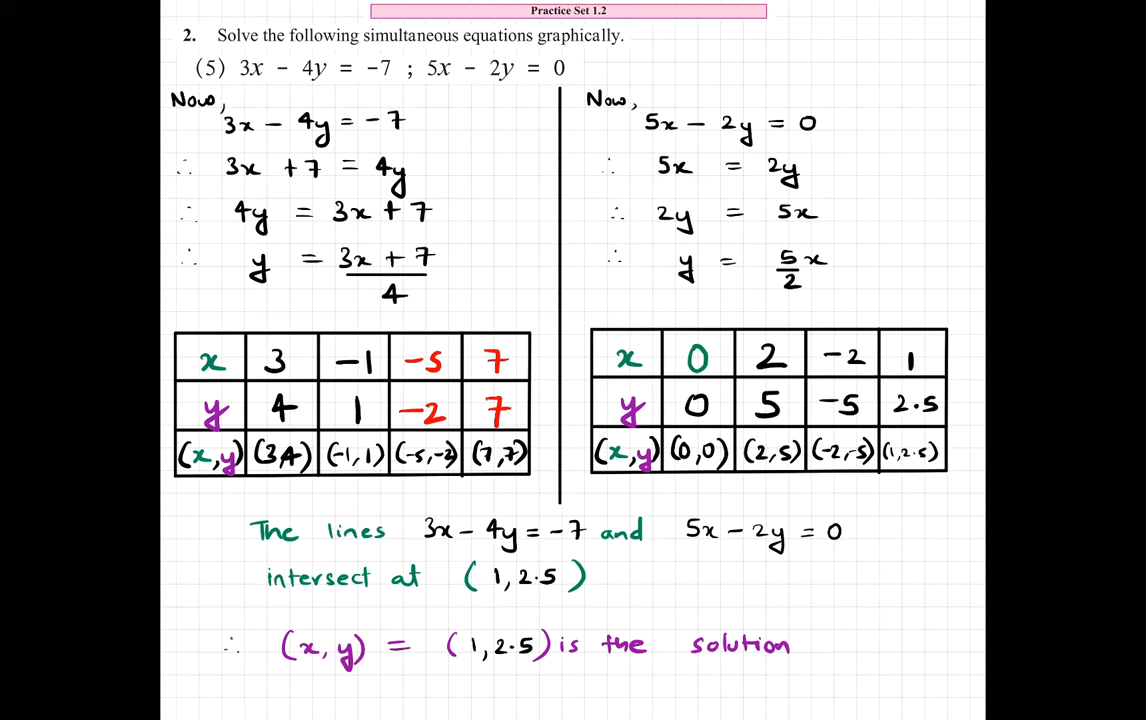 Practice Set 1.2
2. Solve the following simultaneous equations graphically.
(5) 3x - 4y = -7 ; 5x - 2y = 0
Now,
3x - 4y = -7
∴ 3x + 7 = 4y
∴ 4y = 3x + 7
∴ y = 3x + 7
4
x 3 -1 -5 7
y 4 1 -2 7
(x,y) (3,4) (-1,1) (-5,-2) (7,7)
Now,
5x - 2y = 0
∴ 5x = 2y
∴ 2y = 5x
∴ y = 5/2 x
x 0 2 -2 1
y 0 5 -5 2.5
(x,y) (0,0) (2,5) (-2,-5) (1,2.5)
The lines 3x - 4y = -7 and 5x - 2y = 0
intersect at (1, 2.5)
∴ (x, y) = (1, 2.5) is the solution